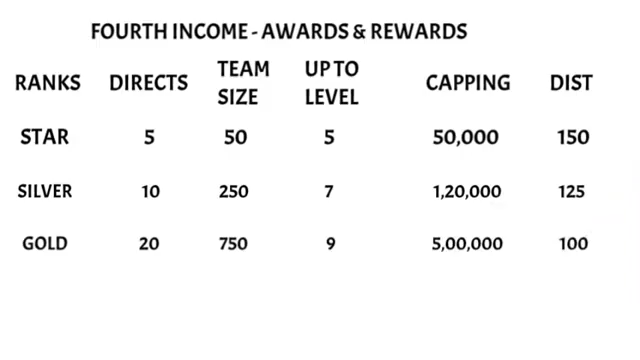 FOURTH INCOME - AWARDS & REWARDS
RANKS DIRECTS TEAM SIZE UP TO LEVEL CAPPING DIST
STAR 5 50 5 50,000 150
SILVER 10 250 7 1,20,000 125
GOLD 20 750 9 5,00,000 100